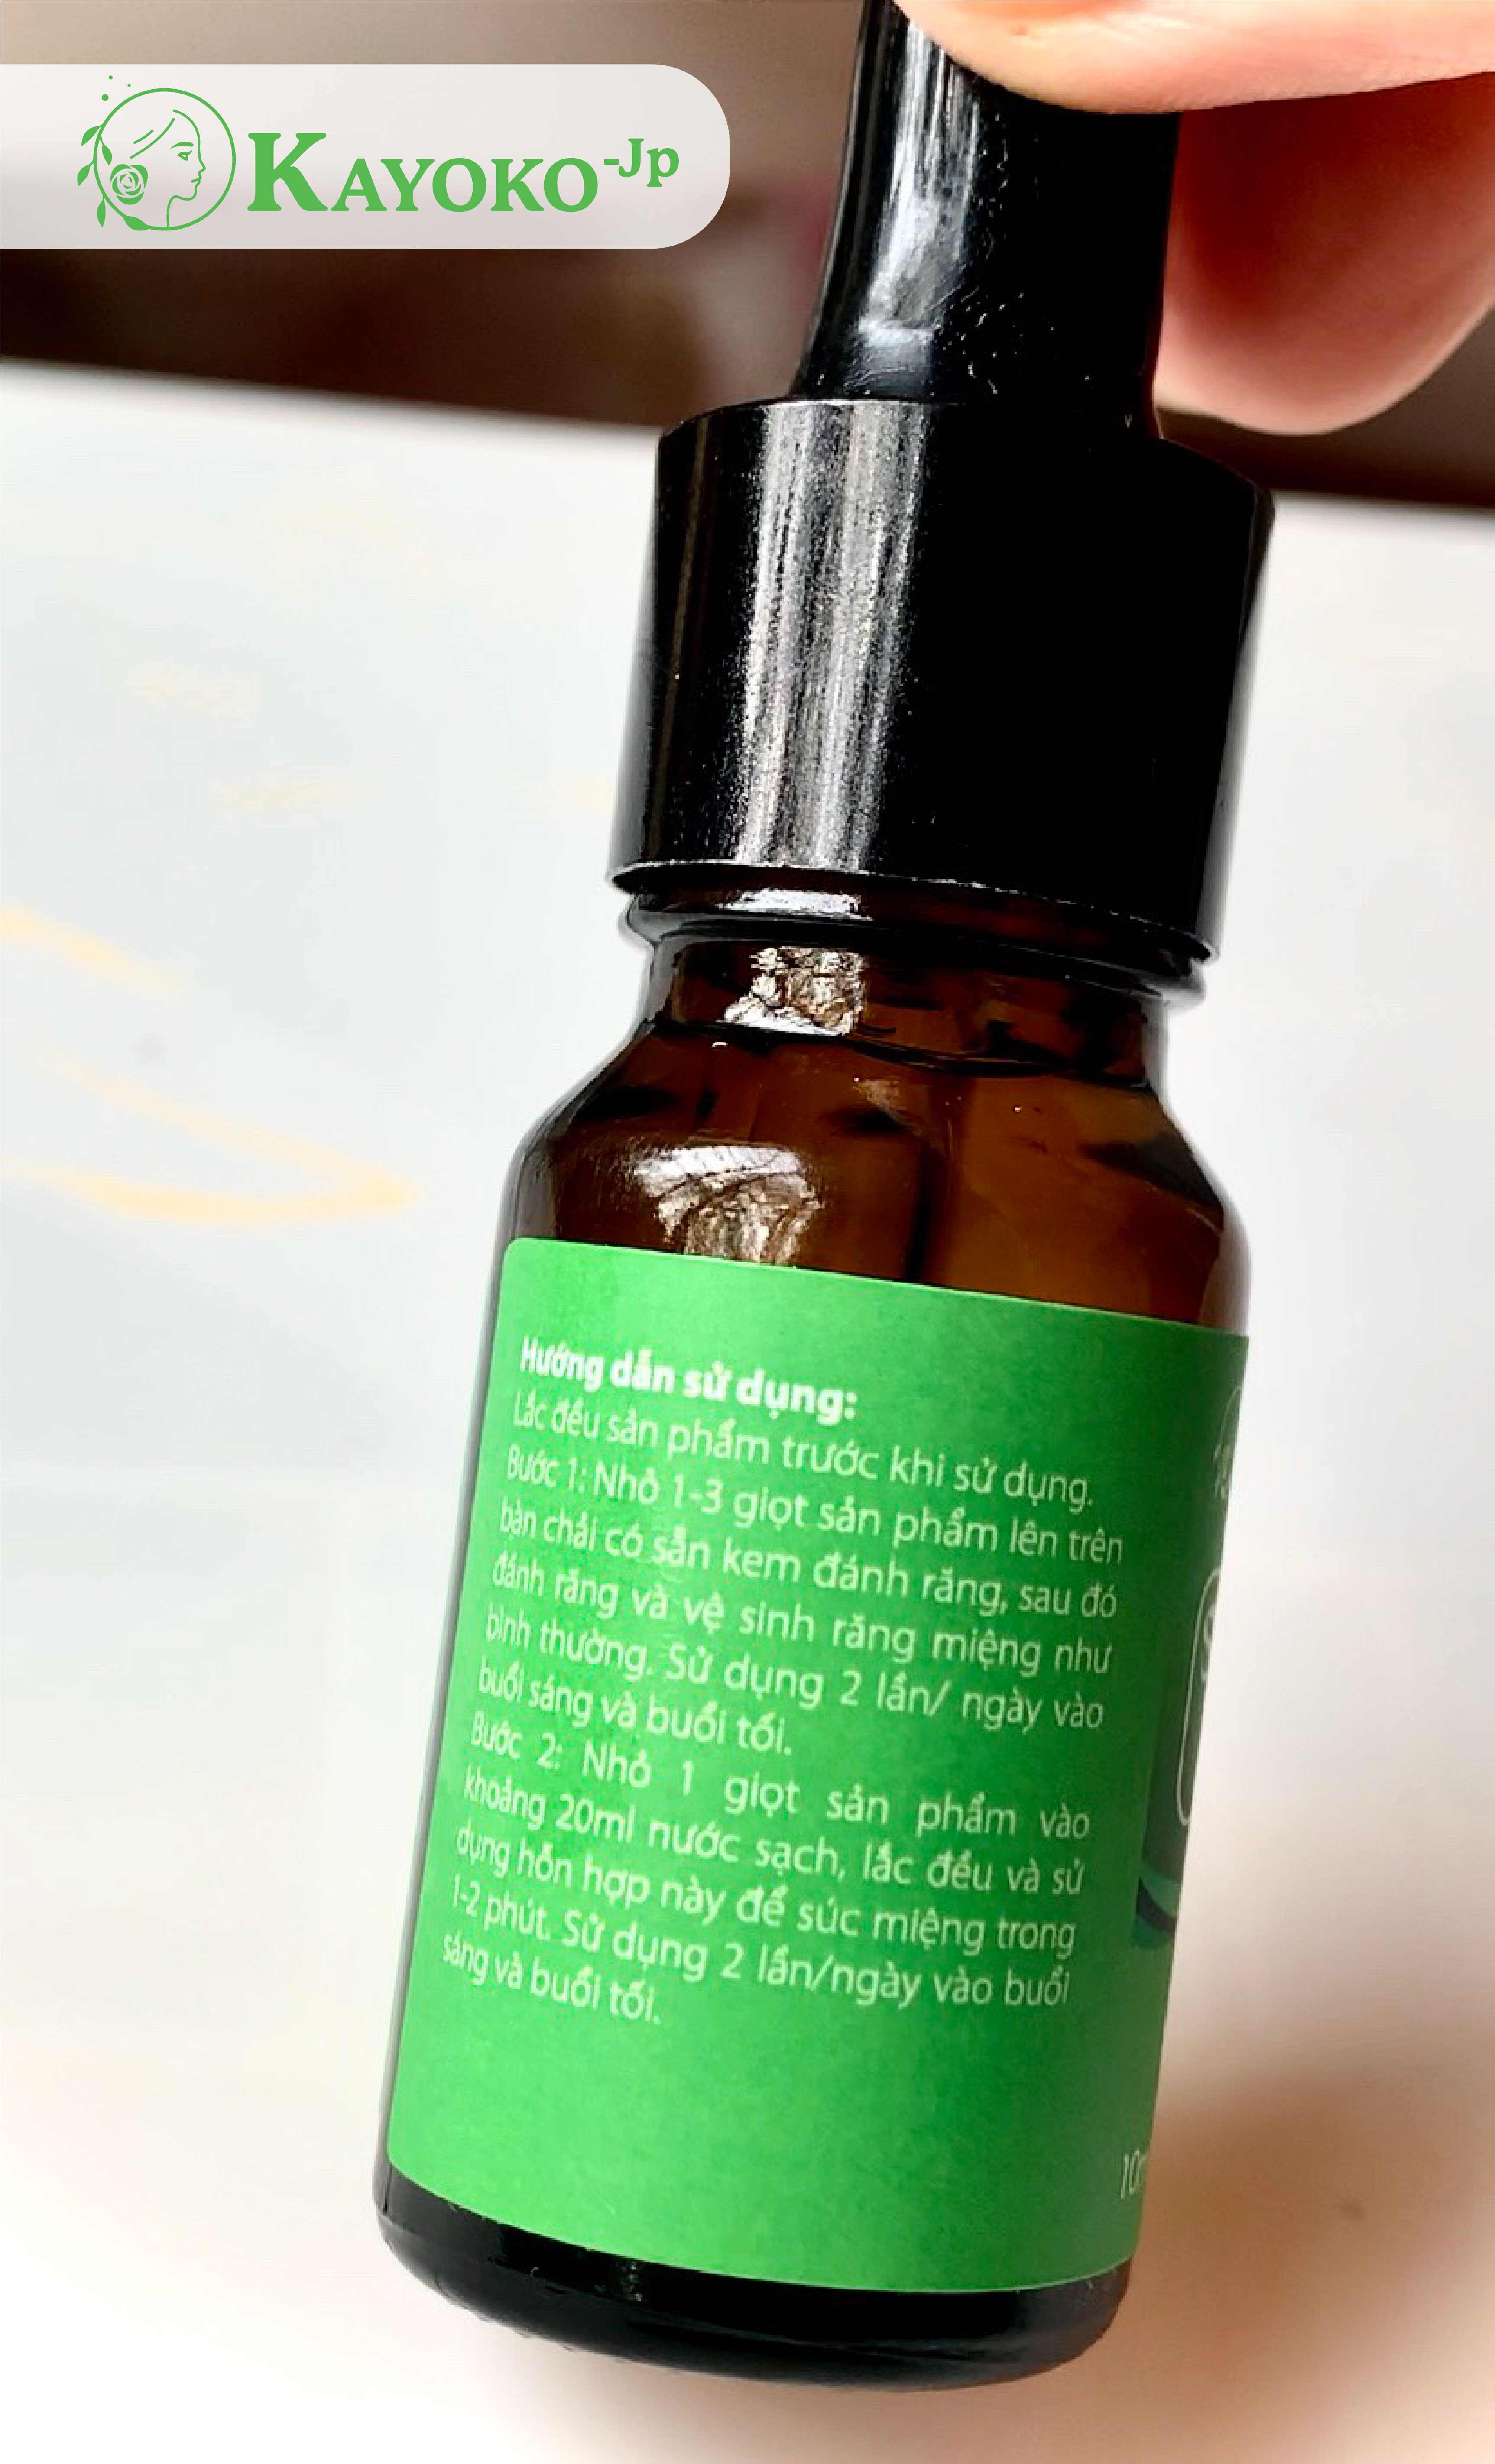 KAYOKO-Jp
Hướng dẫn sử dụng:
Lắc đều sản phẩm trước khi sử dụng.
Bước 1: Nhỏ 1-3 giọt sản phẩm lên trên
bàn chải có sẵn kem đánh răng, sau đó
đánh răng và vệ sinh răng miệng như
bình thường. Sử dụng 2 lần/ ngày vào
buổi sáng và buổi tối.
Bước 2: Nhỏ 1 giọt sản phẩm vào
khoảng 20ml nước sạch, lắc đều và sử
dụng hỗn hợp này để súc miệng trong
1-2 phút. Sử dụng 2 lần/ngày vào buổi
sáng và buổi tối.